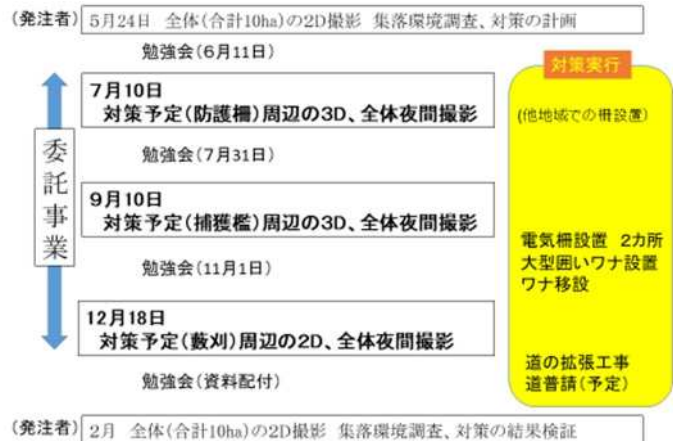 (発注者) 5月24日 全体(合計10ha)の2D撮影 集落環境調査、対策の計画
勉強会(6月11日)
7月10日
対策予定(防護柵)周辺の3D、全体夜間撮影
勉強会(7月31日)
9月10日
対策予定(捕獲檻)周辺の3D、全体夜間撮影
勉強会(11月1日)
12月18日
対策予定(藪刈)周辺の2D、全体夜間撮影
勉強会(資料配付)
(発注者) 2月 全体(合計10ha)の2D撮影 集落環境調査、対策の結果検証
委託事業
対策実行
(他地域での柵設置)
電気柵設置 2カ所
大型囲いワナ設置
ワナ移設
道の拡張工事
道普請(予定)